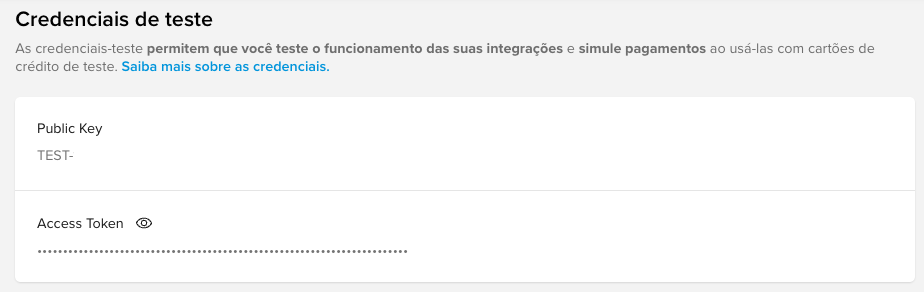 Credenciais de teste
As credenciais-teste permitem que você teste o funcionamento das suas integrações e simule pagamentos ao usá-las com cartões de
crédito de teste. Saiba mais sobre as credenciais.
Public Key
TEST-
Access Token